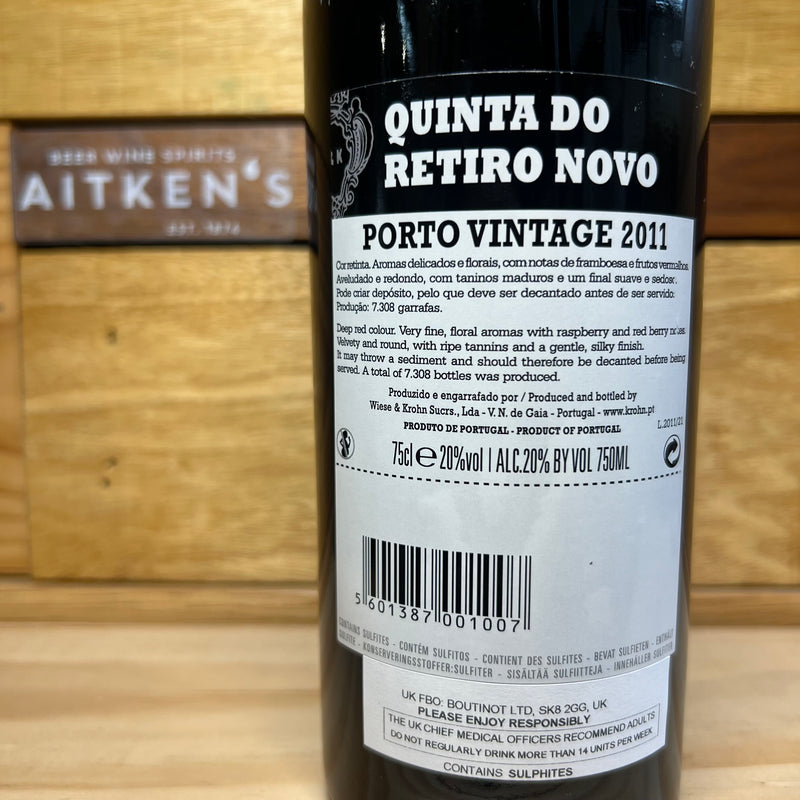 BEER WINE SPIRITS
AITKEN'S
EST. 1874
QUINTA DO
RETIRO NOVO
PORTO VINTAGE 2011
Cor retinta. Aromas delicados e florais, com notas de framboesa e frutos vermelhos.
Aveludado e redondo, com taninos maduros e um final suave e sedoso.
Pode criar depósito, pelo que deve ser decantado antes de ser servido.
Produção: 7.308 garrafas.
Deep red colour. Very fine, floral aromas with raspberry and red berry notes.
Velvety and round, with ripe tannins and a gentle, silky finish.
It may throw a sediment and should therefore be decanted before being
served. A total of 7.308 bottles was produced.
Produzido e engarrafado por / Produced and bottled by
Wiese & Krohn Sucrs., Lda - V. N. de Gaia - Portugal - www.krohn.pt
PRODUTO DE PORTUGAL - PRODUCT OF PORTUGAL
L.2011/21
75cl e 20%vol | ALC.20% BY VOL 750ML
5 601387 001007
CONTAINS SULFITES - CONTÉM SULFITOS - CONTIENT DES SULFITES - BEVAT SULFIETEN - ENTHÄLT
SULFITE - KONSERVERINGSSTOFFER:SULFITER - SISÄLTÄÄ SULFIITTEJA - INNEHÅLLER SULFITER
UK FBO: BOUTINOT LTD, SK8 2GG, UK
PLEASE ENJOY RESPONSIBLY
THE UK CHIEF MEDICAL OFFICERS RECOMMEND ADULTS
DO NOT REGULARLY DRINK MORE THAN 14 UNITS PER WEEK
CONTAINS SULPHITES